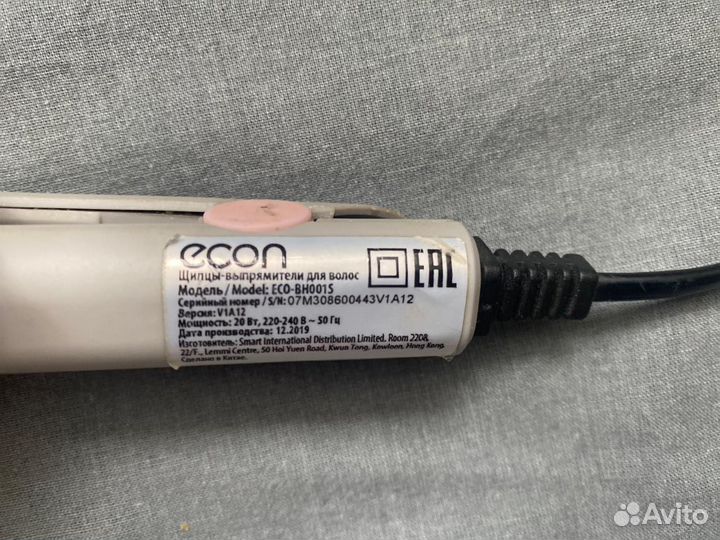 econ
Щипцы-выпрямители для волос
Модель / Model: ECO-BH001S
Серийный номер / S/N: 07M308600443V1A12
Версия: V1A12
Мощность: 20 Вт, 220-240 В ~ 50 Гц
Дата производства: 12.2019
Изготовитель: Smart International Distribution Limited. Room 2208,
22/F., Lemmi Centre, 50 Hoi Yuen Road, Kwun Tong, Kowloon, Hong Kong.
Сделано в Китае.
EAC
Avito